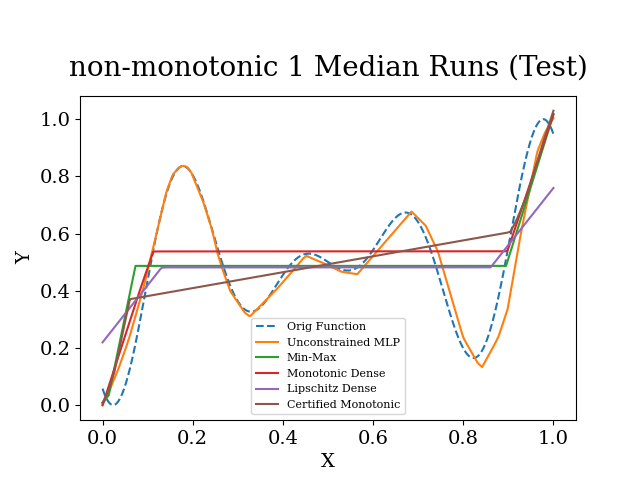 non-monotonic 1 Median Runs (Test)
Y
1.0
0.8
0.6
0.4
0.2
0.0
Orig Function
Unconstrained MLP
Min-Max
Monotonic Dense
Lipschitz Dense
Certified Monotonic
0.0 0.2 0.4 0.6 0.8 1.0
X